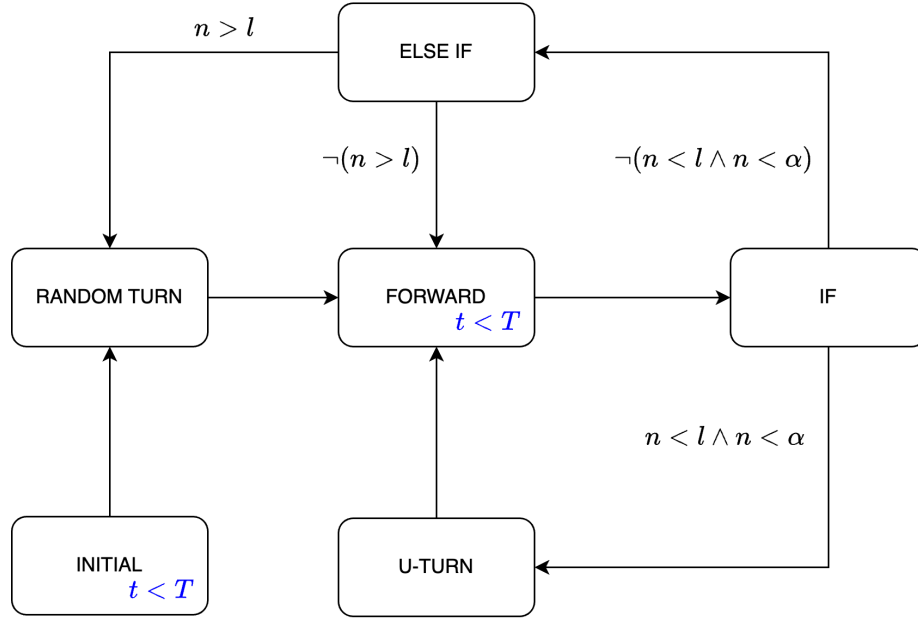 n > l
ELSE IF
¬(n > l)
¬(n < l ∧ n < α)
RANDOM TURN
FORWARD
t < T
IF
n < l ∧ n < α
INITIAL
t < T
U-TURN